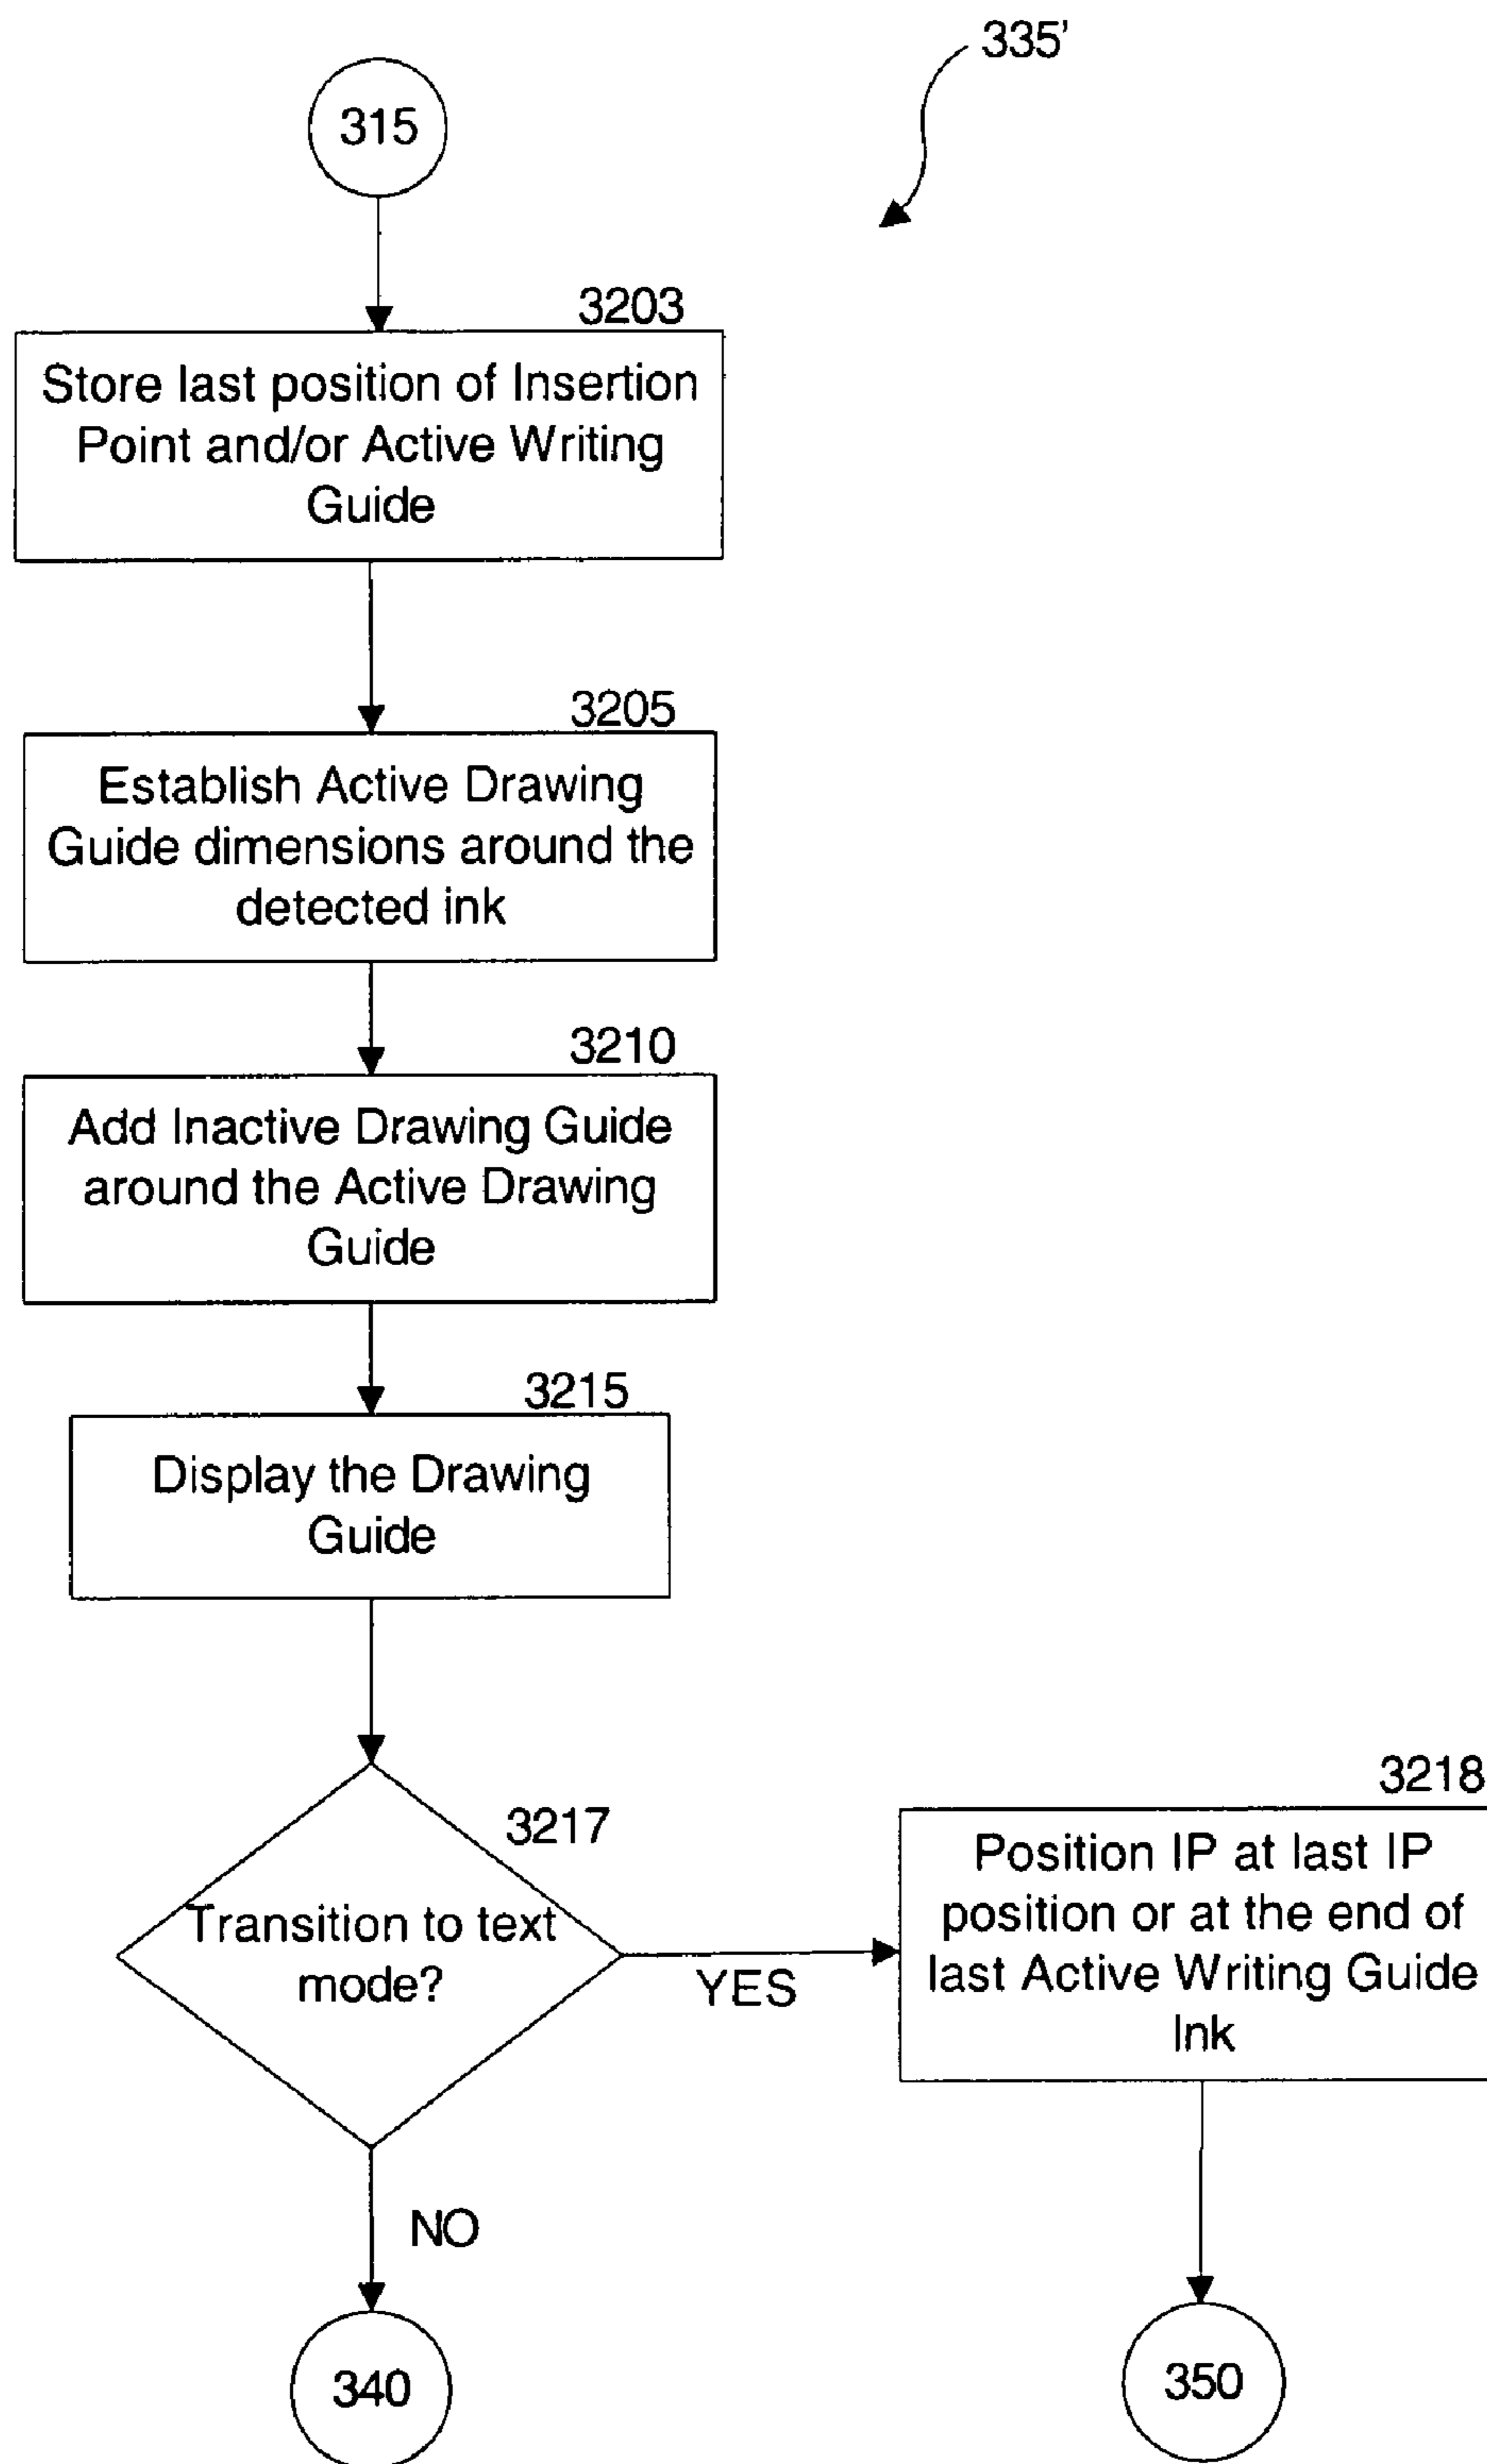 335'
315
3203
Store last position of Insertion
Point and/or Active Writing
Guide
3205
Establish Active Drawing
Guide dimensions around the
detected ink
3210
Add Inactive Drawing Guide
around the Active Drawing
Guide
3215
Display the Drawing
Guide
3217
Transition to text
mode?
YES
3218
Position IP at last IP
position or at the end of
last Active Writing Guide
Ink
NO
340
350